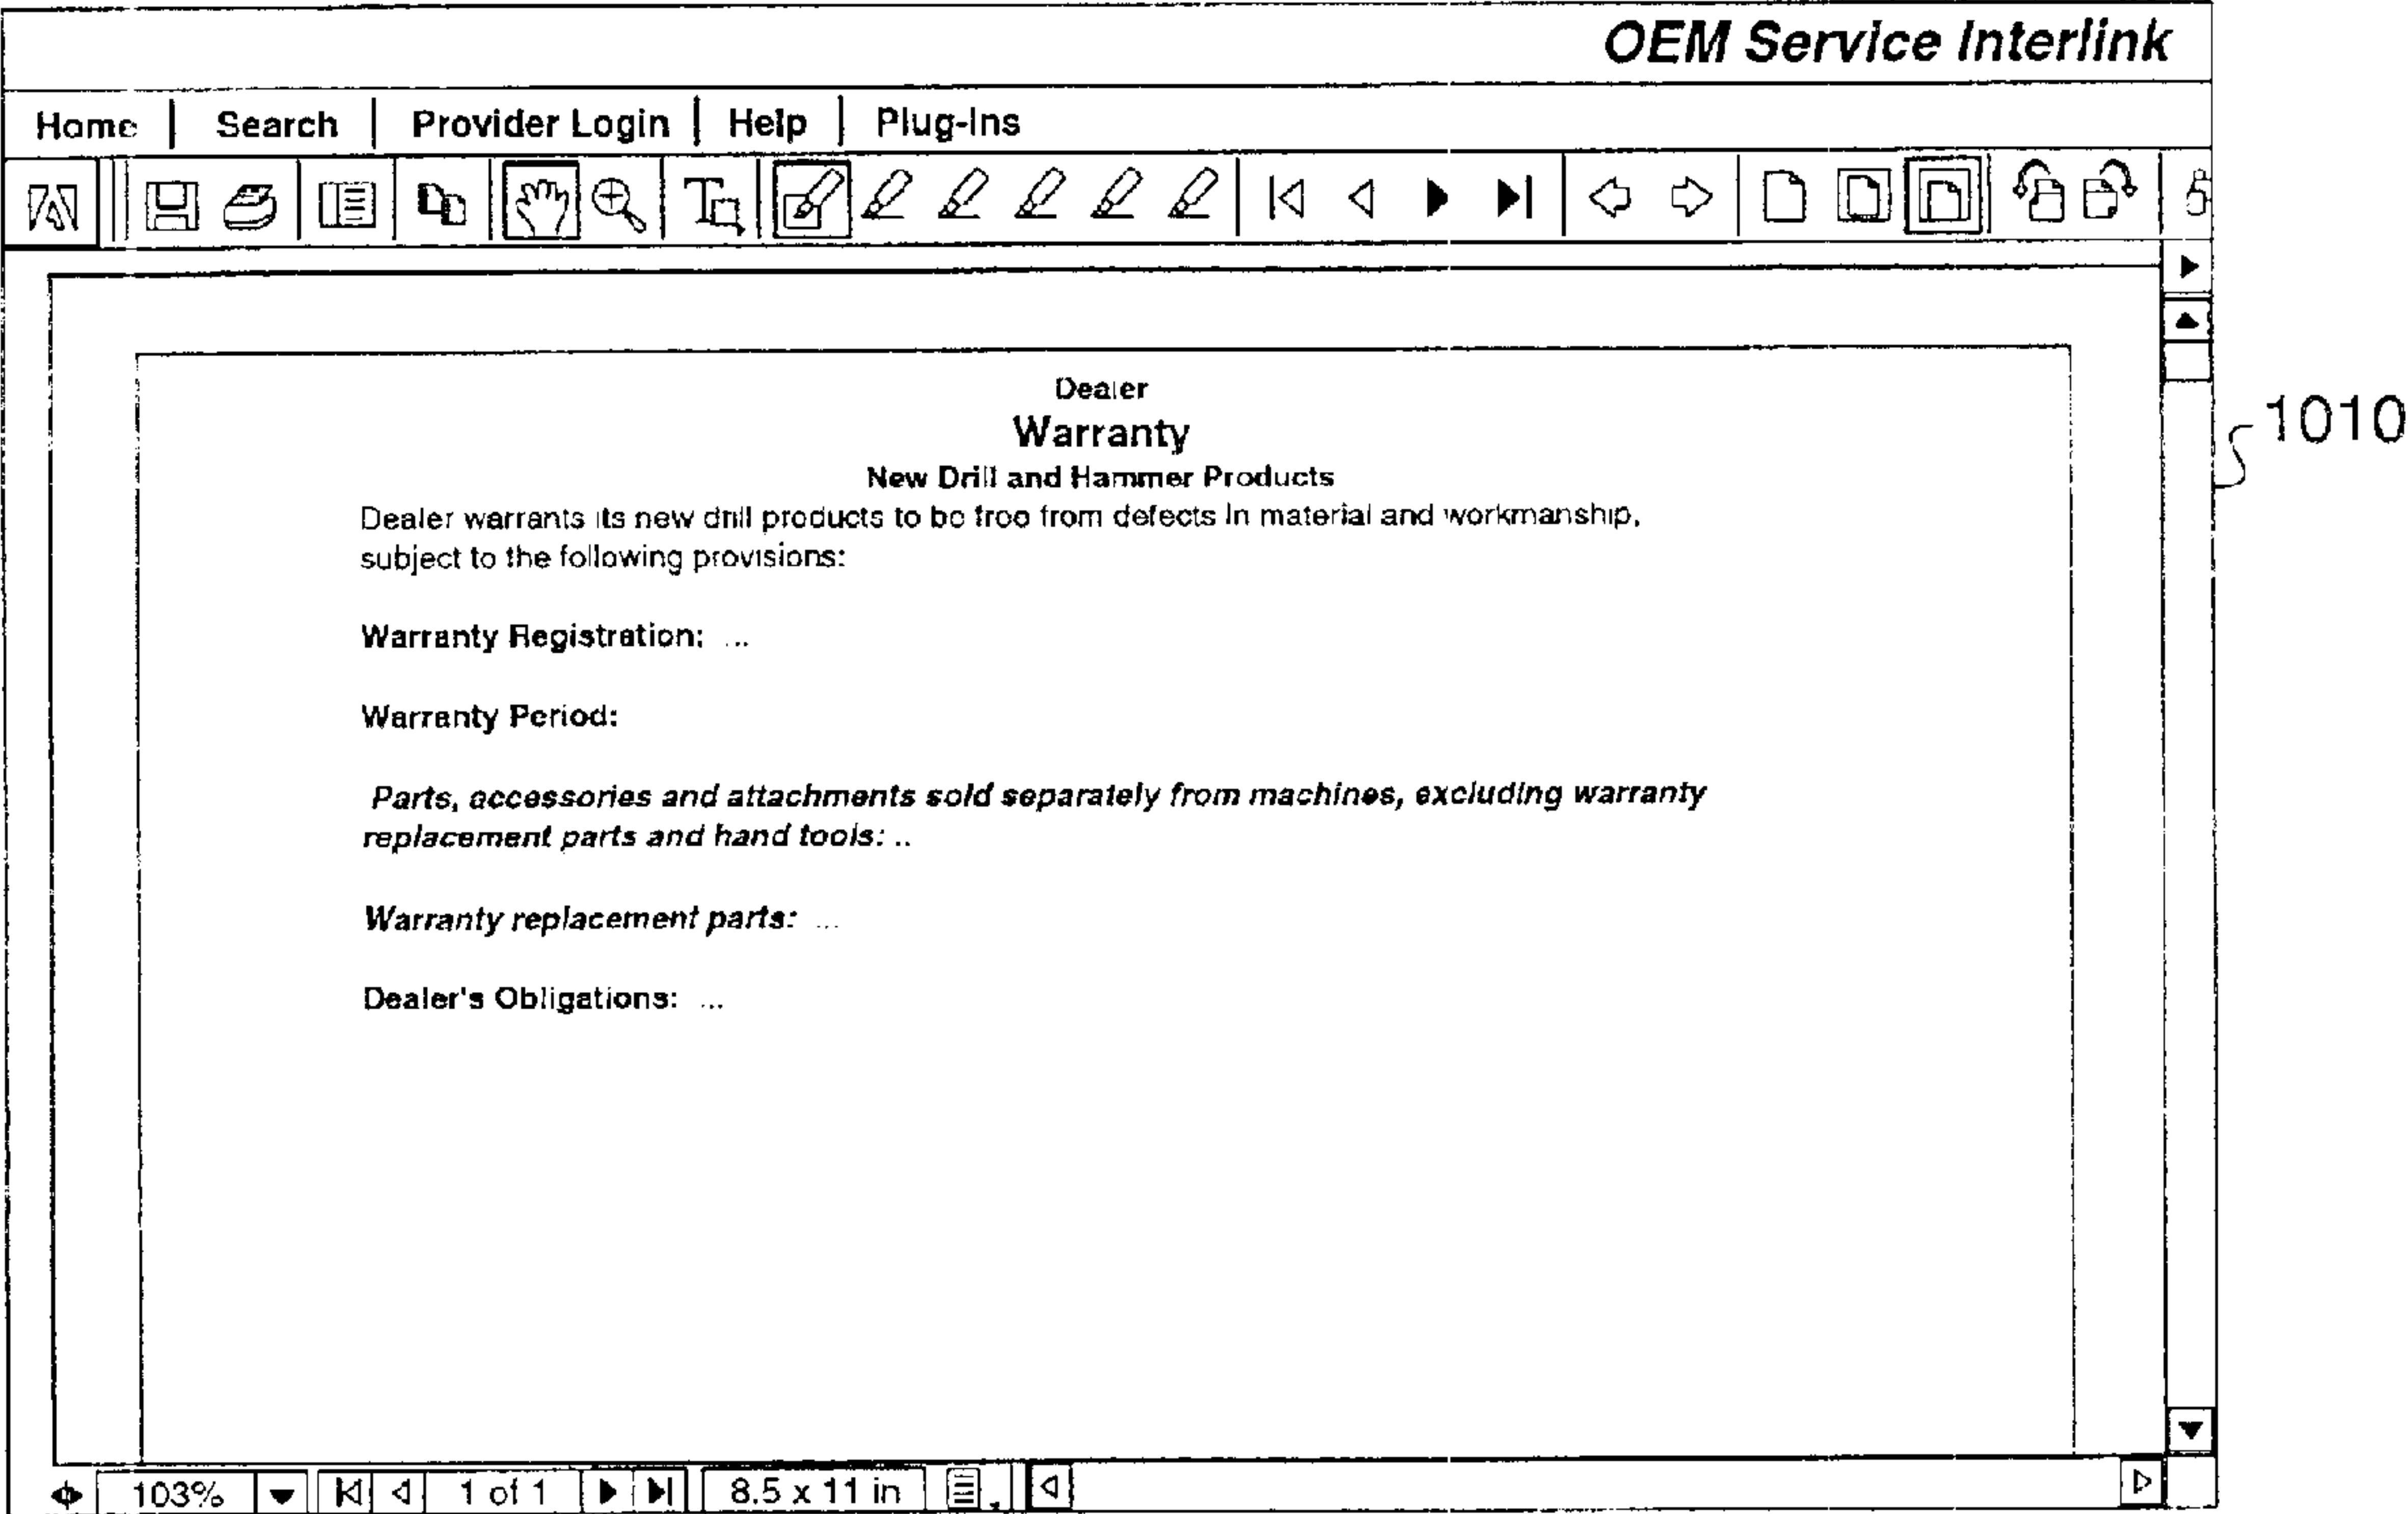 OEM Service Interlink
Home | Search | Provider Login | Help | Plug-Ins
Dealer
Warranty
New Drill and Hammer Products
Dealer warrants its new drill products to be free from defects in material and workmanship,
subject to the following provisions:
Warranty Registration: ...
Warranty Period:
Parts, accessories and attachments sold separately from machines, excluding warranty
replacement parts and hand tools: ..
Warranty replacement parts: ...
Dealer's Obligations: ...
1010
103% 1 of 1 8.5 x 11 in